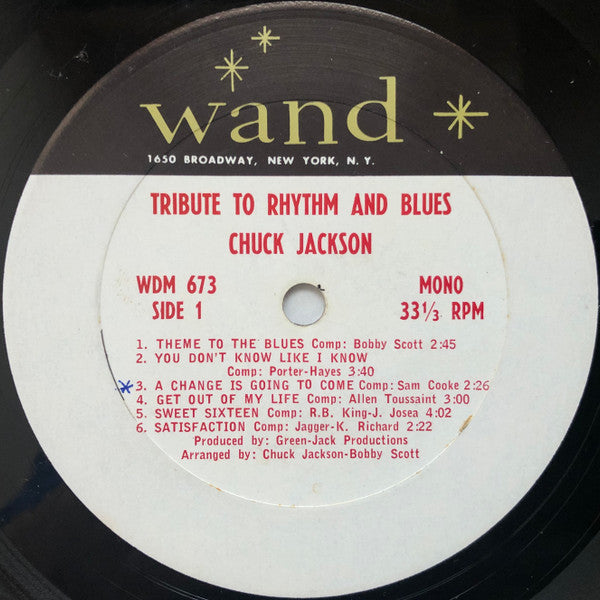 wand
1650 BROADWAY, NEW YORK, N. Y.
TRIBUTE TO RHYTHM AND BLUES
CHUCK JACKSON
WDM 673
SIDE 1
MONO
33⅓ RPM
1. THEME TO THE BLUES Comp: Bobby Scott 2:45
2. YOU DON'T KNOW LIKE I KNOW
Comp: Porter-Hayes 3:40
*3. A CHANGE IS GOING TO COME Comp: Sam Cooke 2:26
4. GET OUT OF MY LIFE Comp: Allen Toussaint 3:00
5. SWEET SIXTEEN Comp: R.B. King-J. Josea 4:02
6. SATISFACTION Comp: Jagger-K. Richard 2:22
Produced by: Green-Jack Productions
Arranged by: Chuck Jackson-Bobby Scott